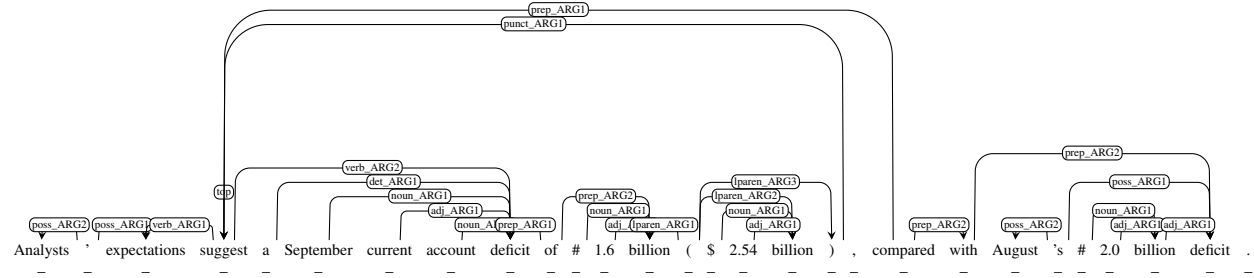 prep_ARG1
punct_ARG1
prep_ARG2
verb_ARG2
det_ARG1 lparen_ARG3 poss_ARG1
top
noun_ARG1 prep_ARG2 lparen_ARG2
adj_ARG1 noun_ARG1 noun_ARG1 noun_ARG1
poss_ARG2 poss_ARG1 verb_ARG1 prep_ARG1 lparen_ARG1 adj_ARG1 prep_ARG2 poss_ARG2 adj_ARG1 adj_ARG1
Analysts ’ expectations suggest a September current account deficit of # 1.6 billion ( $ 2.54 billion ) , compared with August ’s # 2.0 billion deficit .
_ _ _ _ _ _ _ _ _ _ _ _ _ _ _ _ _ _ _ _ _ _ _ _ _ _ _ _